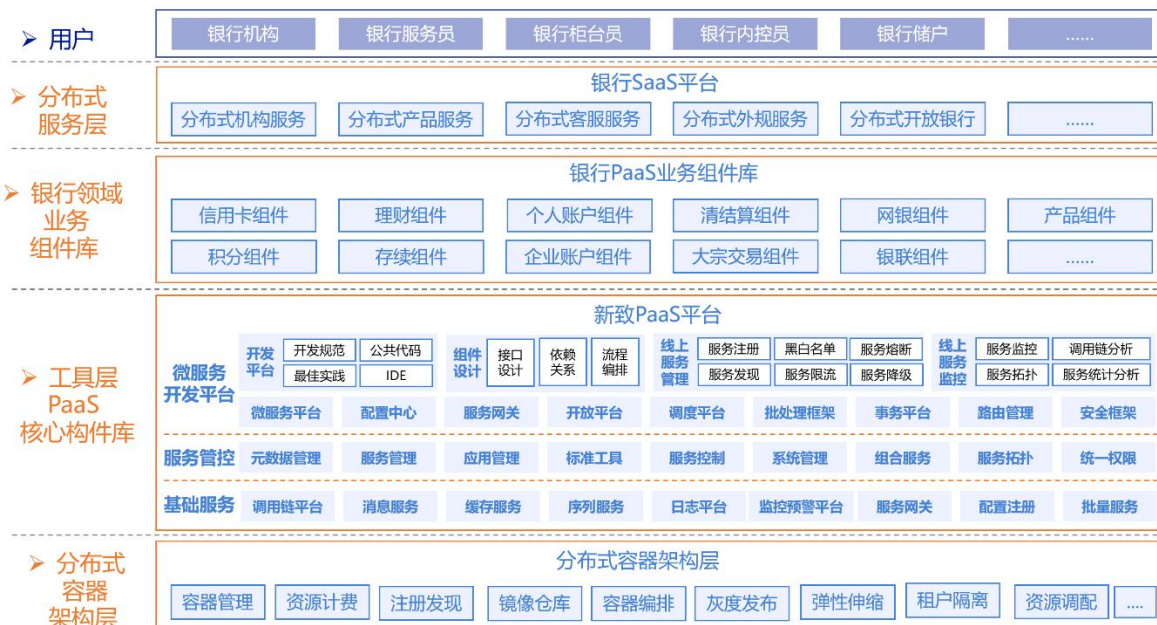 用户
银行机构 银行服务员 银行柜台员 银行内控员 银行储户 ......
分布式
服务层
银行SaaS平台
分布式机构服务 分布式产品服务 分布式客服服务 分布式外规服务 分布式开放银行 ......
银行领域
业务
组件库
银行PaaS业务组件库
信用卡组件 理财组件 个人账户组件 清结算组件 网银组件 产品组件
积分组件 存续组件 企业账户组件 大宗交易组件 银联组件 ......
工具层
PaaS
核心构件库
新致PaaS平台
微服务
开发平台
开发
平台
开发规范 公共代码
最佳实践 IDE
组件
设计
接口
设计
依赖
关系
流程
编排
线上
服务
管理
服务注册 黑白名单 服务熔断
服务发现 服务限流 服务降级
线上
服务
监控
服务监控 调用链分析
服务拓扑 服务统计分析
微服务平台 配置中心 服务网关 开放平台 调度平台 批处理框架 事务平台 路由管理 安全框架
服务管控 元数据管理 服务管理 应用管理 标准工具 服务控制 系统管理 组合服务 服务拓扑 统一权限
基础服务 调用链平台 消息服务 缓存服务 序列服务 日志平台 监控预警平台 服务网关 配置注册 批量服务
分布式
容器
架构层
分布式容器架构层
容器管理 资源计费 注册发现 镜像仓库 容器编排 灰度发布 弹性伸缩 租户隔离 资源调配 ....